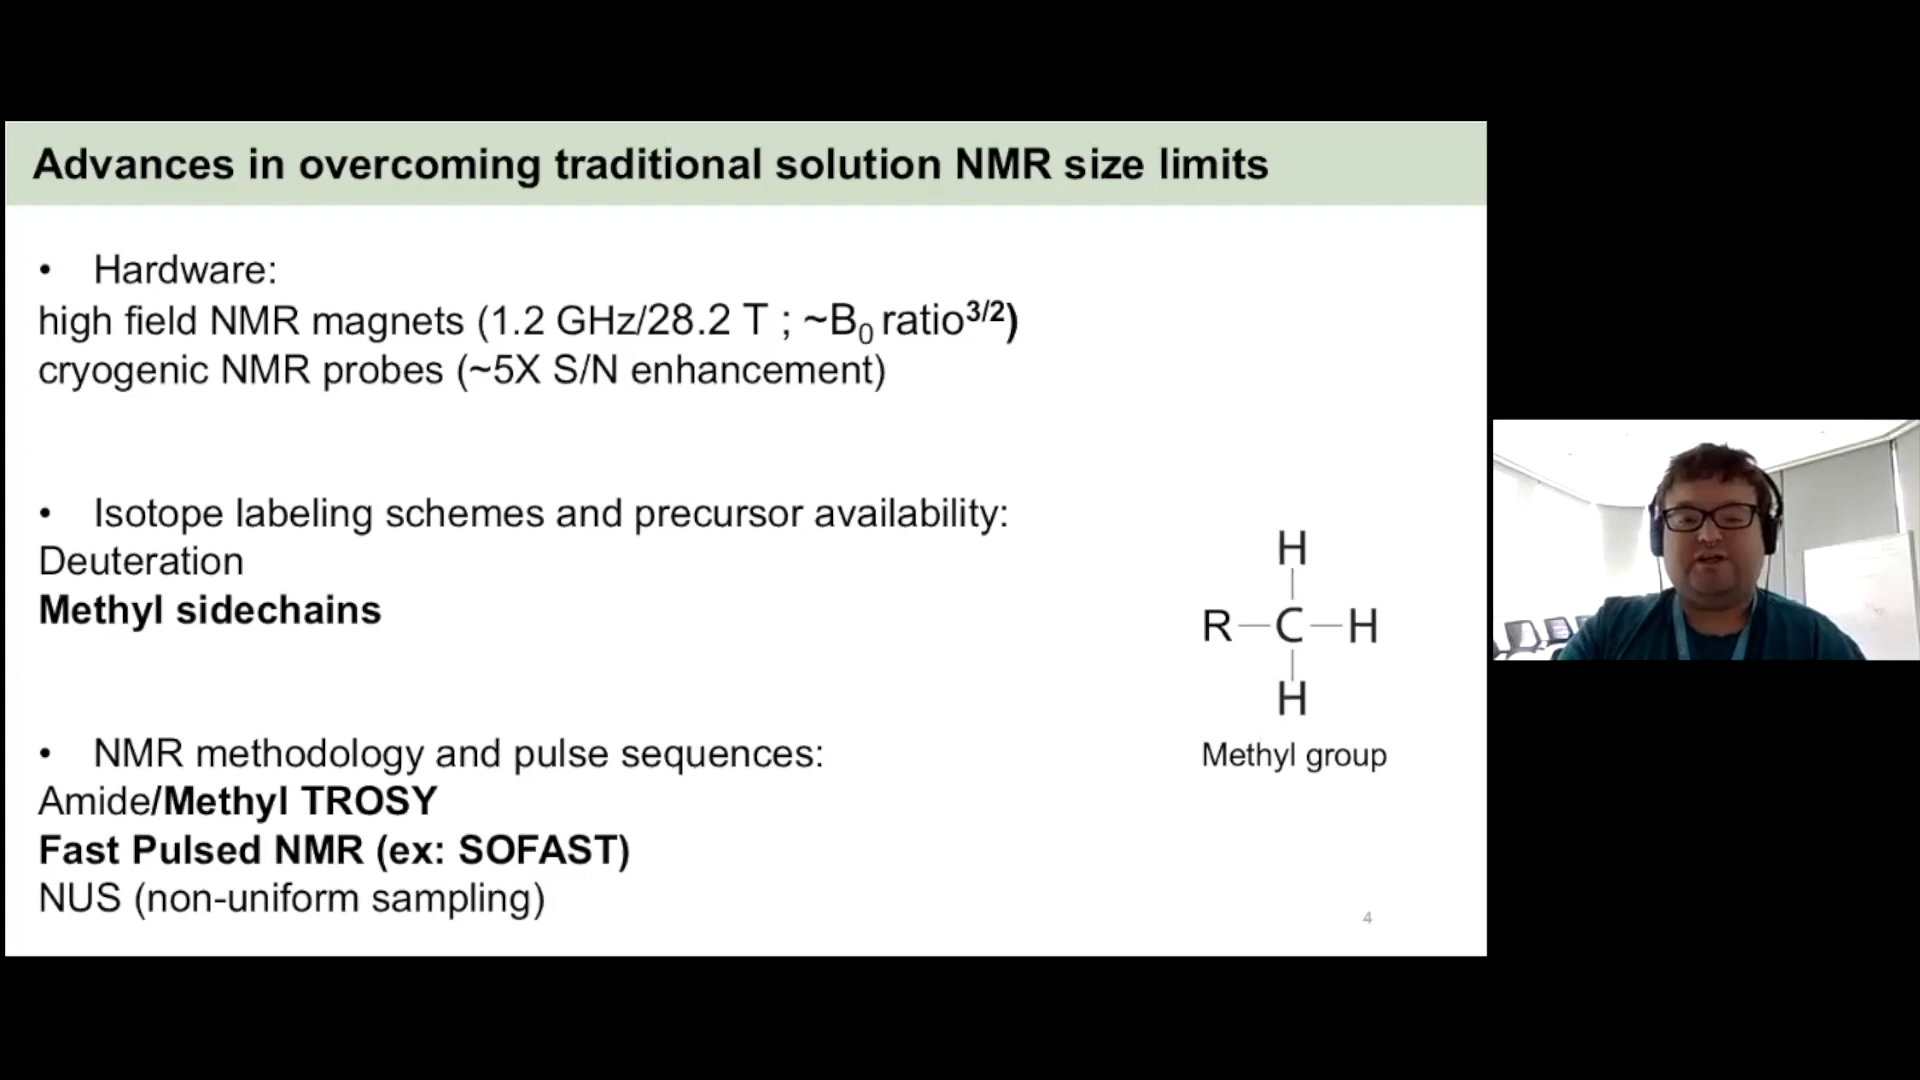 Advances in overcoming traditional solution NMR size limits
• Hardware:
high field NMR magnets (1.2 GHz/28.2 T ; ~B₀ ratio³ᐟ²)
cryogenic NMR probes (~5X S/N enhancement)
• Isotope labeling schemes and precursor availability:
Deuteration
Methyl sidechains
H
R—C—H
H
Methyl group
• NMR methodology and pulse sequences:
Amide/Methyl TROSY
Fast Pulsed NMR (ex: SOFAST)
NUS (non-uniform sampling)
4